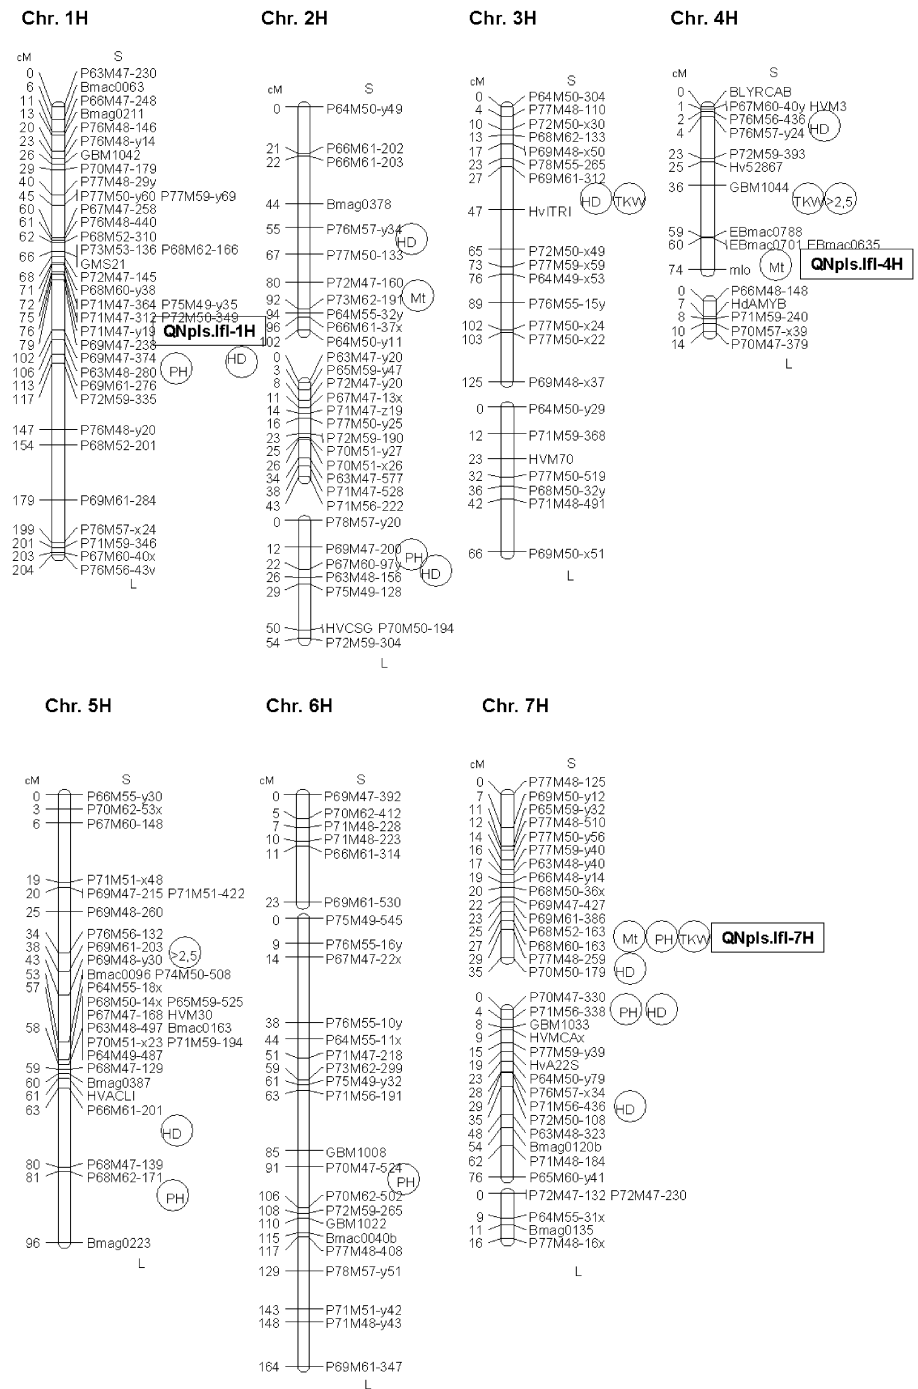 Chr. 1H
cM
S
0 P63M47-230
6 Bmac0063
11 P66M47-248
13 Bmag0211
20 P76M48-146
23 P76M48-y14
26 GBM1042
29 P70M47-179
40 P77M48-29y
45 P77M50-y60 P77M59-y69
60 P67M47-258
61 P76M48-440
62 P68M52-310
66 P73M53-136 P68M62-166
GMS21
68 P72M47-145
71 P68M60-y38
72 P71M47-364 P75M49-y35
75 P71M47-312 P72M50-349
76 P71M47-y19
QNpls.lfl-1H
79 P69M47-238
102 P69M47-374
HD
106 P63M48-280
PH
113 P69M61-276
117 P72M59-335
147 P76M48-y20
154 P68M52-201
179 P69M61-284
199 P76M57-x24
201 P71M59-346
203 P67M60-40x
204 P76M56-43v
L
Chr. 2H
cM
S
0 P64M50-y49
21 P66M61-202
22 P66M61-203
44 Bmag0378
55 P76M57-y34
HD
67 P77M50-133
80 P72M47-160
92 P73M62-191
Mt
94 P64M55-32y
96 P66M61-37x
102 P64M50-y11
0 P63M47-y20
3 P65M59-y47
8 P72M47-y20
11 P67M47-13x
14 P71M47-z19
16 P77M50-y25
23 P72M59-190
25 P70M51-y27
26 P70M51-x26
34 P63M47-577
38 P71M47-528
43 P71M56-222
0 P78M57-y20
12 P69M47-200
PH
22 P67M60-97y
HD
26 P63M48-156
29 P75M49-128
50 HVCSG P70M50-194
54 P72M59-304
L
Chr. 3H
cM
S
0 P64M50-304
4 P77M48-110
10 P72M50-x30
13 P68M62-133
17 P69M48-x50
23 P78M55-265
27 P69M61-312
HD TKW
47 HvITRI
65 P72M50-x49
73 P77M59-x59
76 P64M49-x53
89 P76M55-15y
102 P77M50-x24
103 P77M50-x22
125 P69M48-x37
0 P64M50-y29
12 P71M59-368
23 HVM70
32 P77M50-519
36 P68M50-32y
42 P71M48-491
66 P69M50-x51
L
Chr. 4H
cM
S
0 BLYRCAB
1 P67M60-40y HVM3
2 P76M56-436
HD
4 P76M57-y24
23 P72M59-393
25 Hv52867
36 GBM1044
TKW >2,5
59 EBmac0788
60 EBmac0701 EBmac0635
74 mlo
Mt
QNpls.lfl-4H
0 P66M48-148
7 HdAMYB
8 P71M59-240
10 P70M57-x39
14 P70M47-379
L
Chr. 5H
cM
S
0 P66M55-y30
3 P70M62-53x
6 P67M60-148
19 P71M51-x48
20 P69M47-215 P71M51-422
25 P69M48-260
34 P76M56-132
38 P69M61-203
>2,5
43 P69M48-y30
53 Bmac0096 P74M50-508
57 P64M55-18x
P68M50-14x P65M59-525
P67M47-168 HVM30
58 P63M48-497 Bmac0163
P70M51-x23 P71M59-194
P64M49-487
59 P68M47-129
60 Bmag0387
61 HVACLI
63 P66M61-201
HD
80 P68M47-139
81 P68M62-171
PH
96 Bmag0223
L
Chr. 6H
cM
S
0 P69M47-392
5 P70M62-412
7 P71M48-228
10 P71M48-223
11 P66M61-314
23 P69M61-530
0 P75M49-545
9 P76M55-16y
14 P67M47-22x
38 P76M55-10y
44 P64M55-11x
51 P71M47-218
59 P73M62-299
61 P75M49-y32
63 P71M56-191
85 GBM1008
91 P70M47-524
PH
106 P70M62-502
108 P72M59-265
110 GBM1022
115 Bmac0040b
117 P77M48-408
129 P78M57-y51
143 P71M51-y42
148 P71M48-y43
164 P69M61-347
L
Chr. 7H
cM
S
0 P77M48-125
7 P69M50-y12
11 P65M59-y32
12 P77M48-510
14 P77M50-y56
16 P77M59-y40
17 P63M48-y40
19 P66M48-y14
20 P68M50-36x
22 P69M47-427
23 P69M61-386
25 P68M52-163
Mt PH TKW
QNpls.lfl-7H
27 P68M60-163
29 P77M48-259
35 P70M50-179
HD
0 P70M47-330
4 P71M56-338
PH HD
8 GBM1033
9 HVMCAx
15 P77M59-y39
19 HvA22S
23 P64M50-y79
28 P76M57-x34
29 P71M56-436
HD
35 P72M50-108
48 P63M48-323
54 Bmag0120b
62 P71M48-184
76 P65M60-y41
0 P72M47-132 P72M47-230
9 P64M55-31x
11 Bmag0135
16 P77M48-16x
L